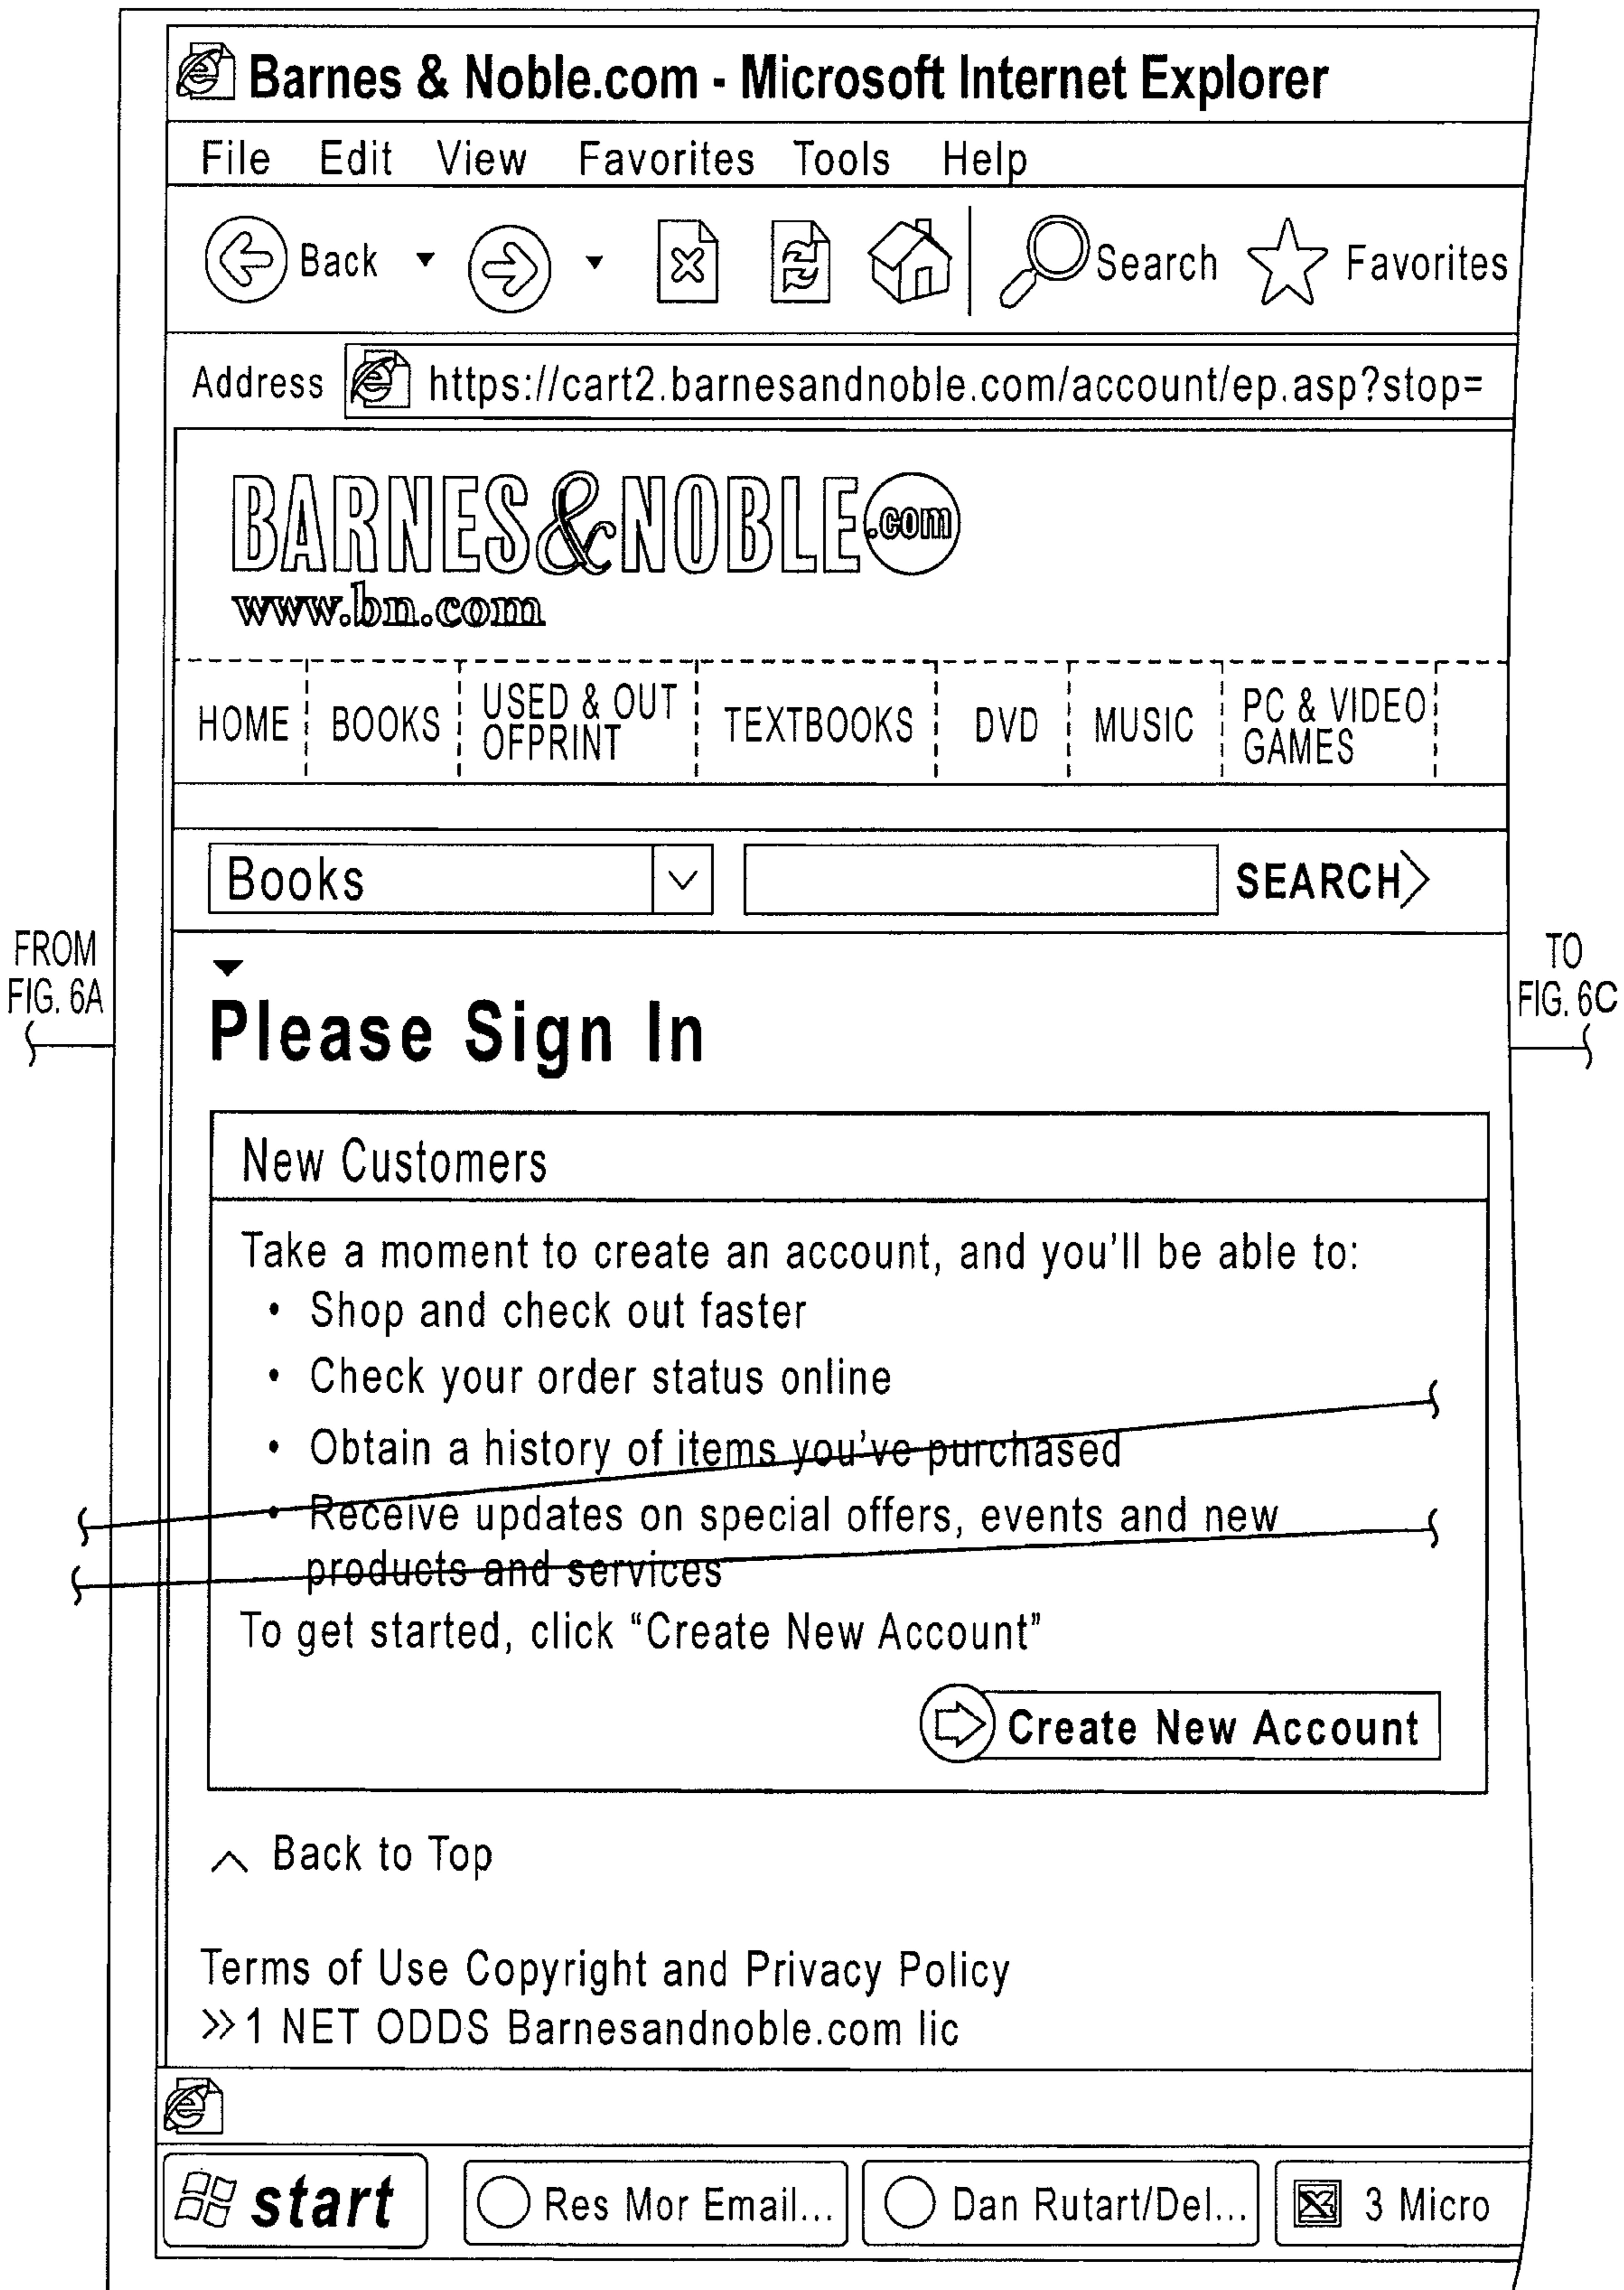 Barnes & Noble.com - Microsoft Internet Explorer
File Edit View Favorites Tools Help
Back Search Favorites
Address https://cart2.barnesandnoble.com/account/ep.asp?stop=
BARNES&NOBLE.com
www.bn.com
HOME BOOKS USED & OUT OFPRINT TEXTBOOKS DVD MUSIC PC & VIDEO GAMES
Books SEARCH
FROM
FIG. 6A
TO
FIG. 6C
Please Sign In
New Customers
Take a moment to create an account, and you'll be able to:
• Shop and check out faster
• Check your order status online
• Obtain a history of items you've purchased
• Receive updates on special offers, events and new
products and services
To get started, click "Create New Account"
Create New Account
Back to Top
Terms of Use Copyright and Privacy Policy
>>1 NET ODDS Barnesandnoble.com lic
start Res Mor Email... Dan Rutart/Del... 3 Micro